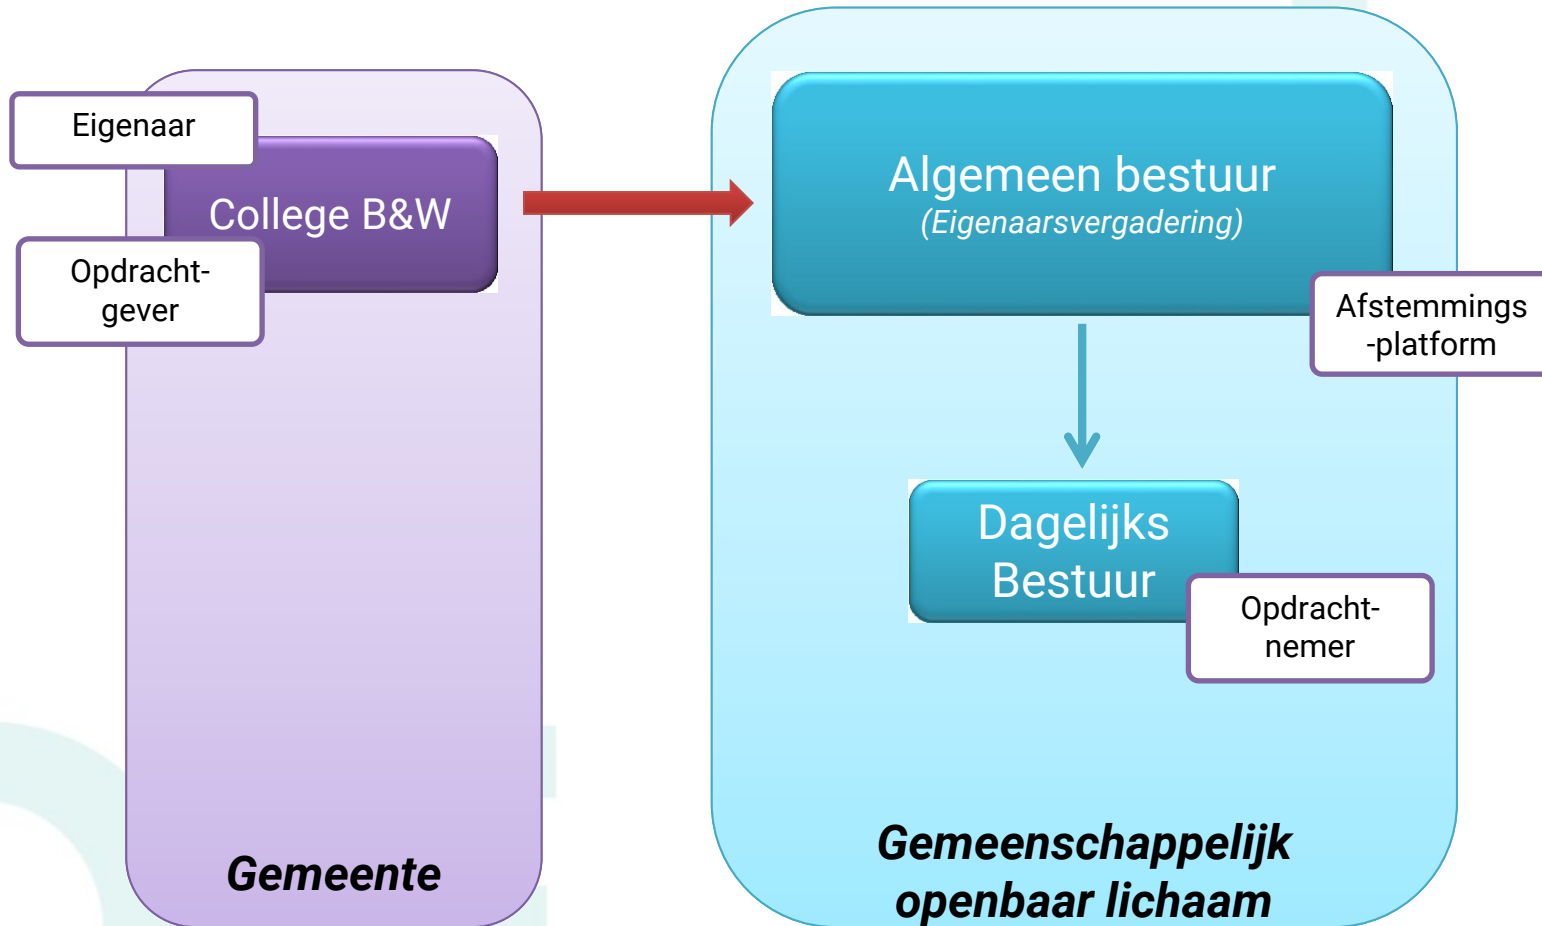 Eigenaar
College B&W
Opdracht-
gever
Gemeente
Algemeen bestuur
(Eigenaarsvergadering)
Afstemmings
-platform
Dagelijks
Bestuur
Opdracht-
nemer
Gemeenschappelijk
openbaar lichaam